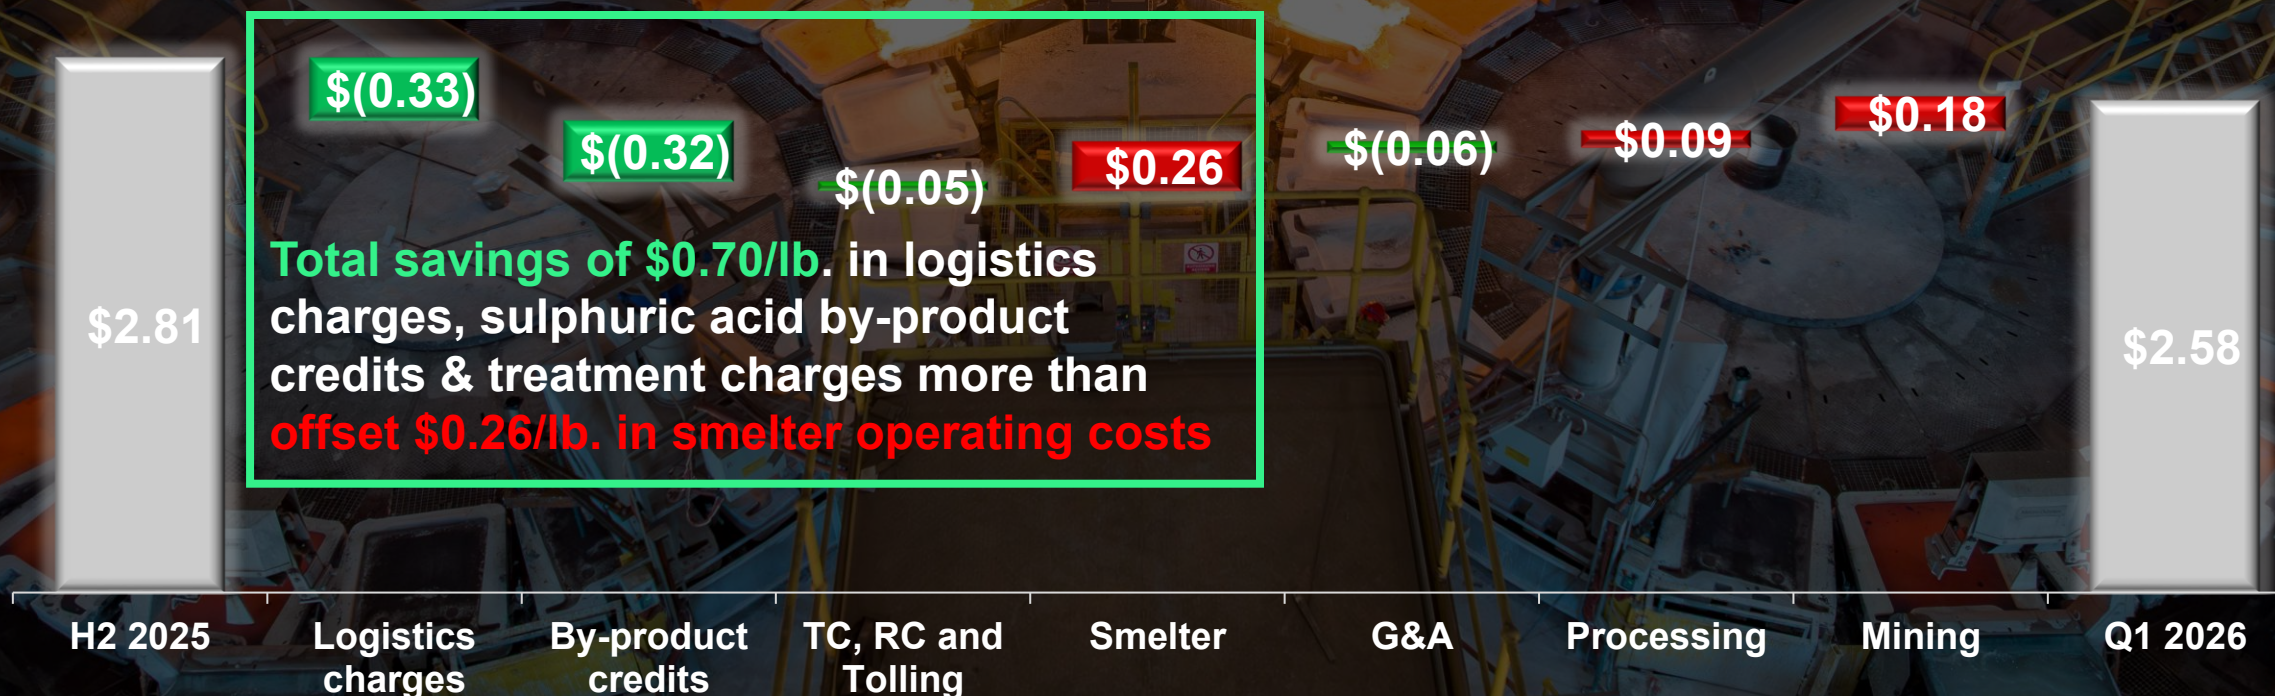 $2.81
$(0.33)
$(0.32)
$(0.05)
$0.26
$(0.06)
$0.09
$0.18
$2.58
Total savings of $0.70/lb. in logistics
charges, sulphuric acid by-product
credits & treatment charges more than
offset $0.26/lb. in smelter operating costs
H2 2025
Logistics
charges
By-product
credits
TC, RC and
Tolling
Smelter
G&A
Processing
Mining
Q1 2026